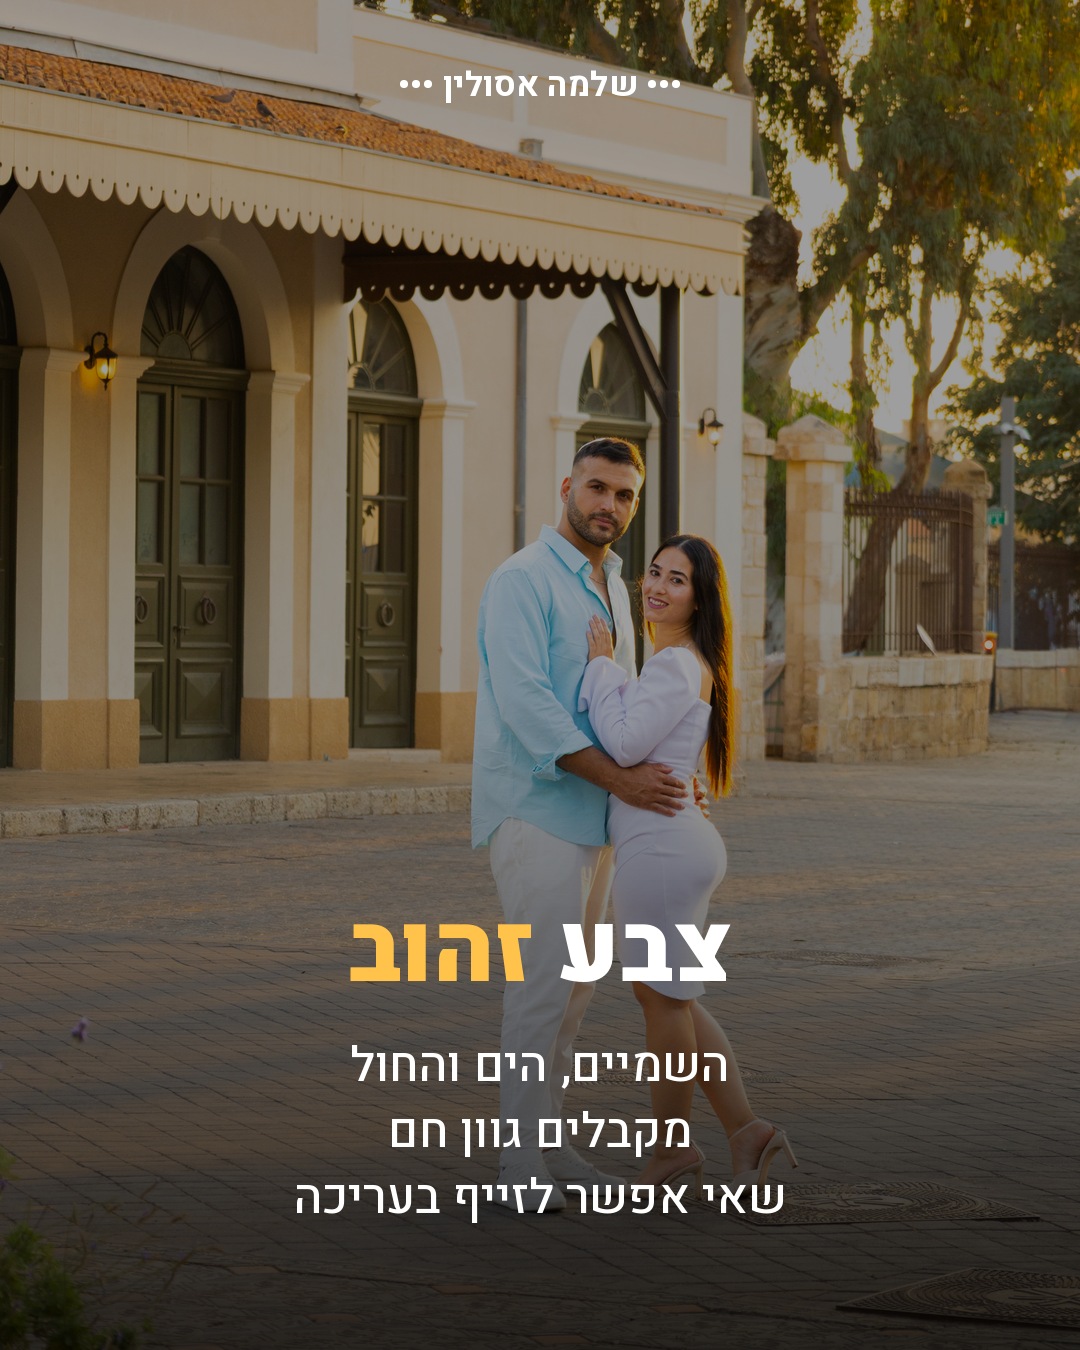 ••• שלמה אסולין •••
צבע זהוב
השמיים, הים והחול
מקבלים גוון חם
שאי אפשר לזייף בעריכה